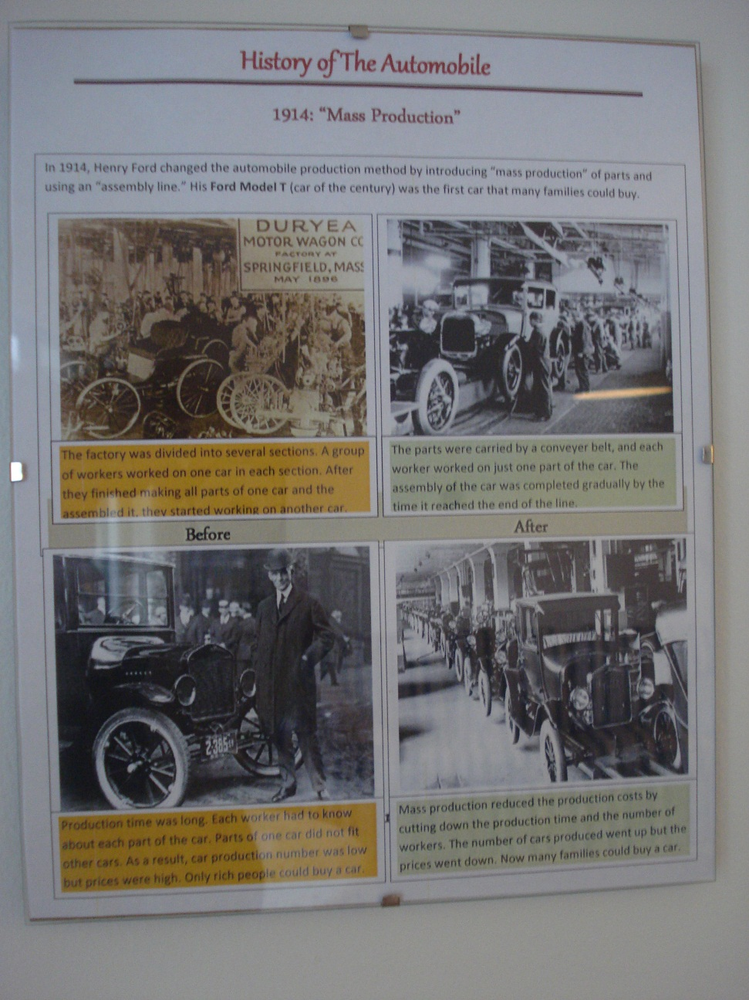 History of The Automobile
1914: “Mass Production”
In 1914, Henry Ford changed the automobile production method by introducing “mass production” of parts and
using an “assembly line.” His Ford Model T (car of the century) was the first car that many families could buy.
DURYEA
MOTOR WAGON CO
FACTORY AT
SPRINGFIELD, MASS
MAY 1896
The factory was divided into several sections. A group
of workers worked on one car in each section. After
they finished making all parts of one car and the
assembled it, they started working on another car.
The parts were carried by a conveyer belt, and each
worker worked on just one part of the car. The
assembly of the car was completed gradually by the
time it reached the end of the line.
Before
After
2·385
Production time was long. Each worker had to know
about each part of the car. Parts of one car did not fit
other cars. As a result, car production number was low
but prices were high. Only rich people could buy a car.
Mass production reduced the production costs by
cutting down the production time and the number of
workers. The number of cars produced went up but the
prices went down. Now many families could buy a car.